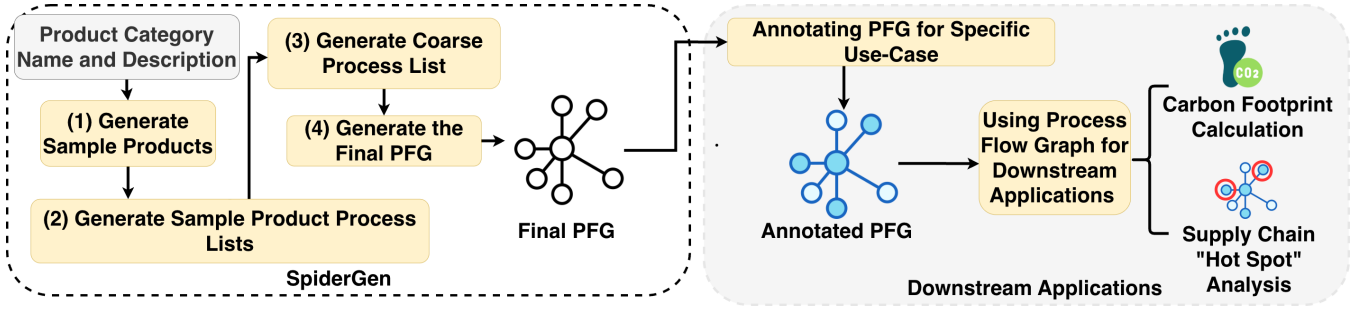 Product Category
Name and Description
(1) Generate
Sample Products
(2) Generate Sample Product Process
Lists
(3) Generate Coarse
Process List
(4) Generate the
Final PFG
Final PFG
SpiderGen
Annotating PFG for Specific
Use-Case
Annotated PFG
Using Process
Flow Graph for
Downstream
Applications
CO2
Carbon Footprint
Calculation
Supply Chain
"Hot Spot"
Analysis
Downstream Applications